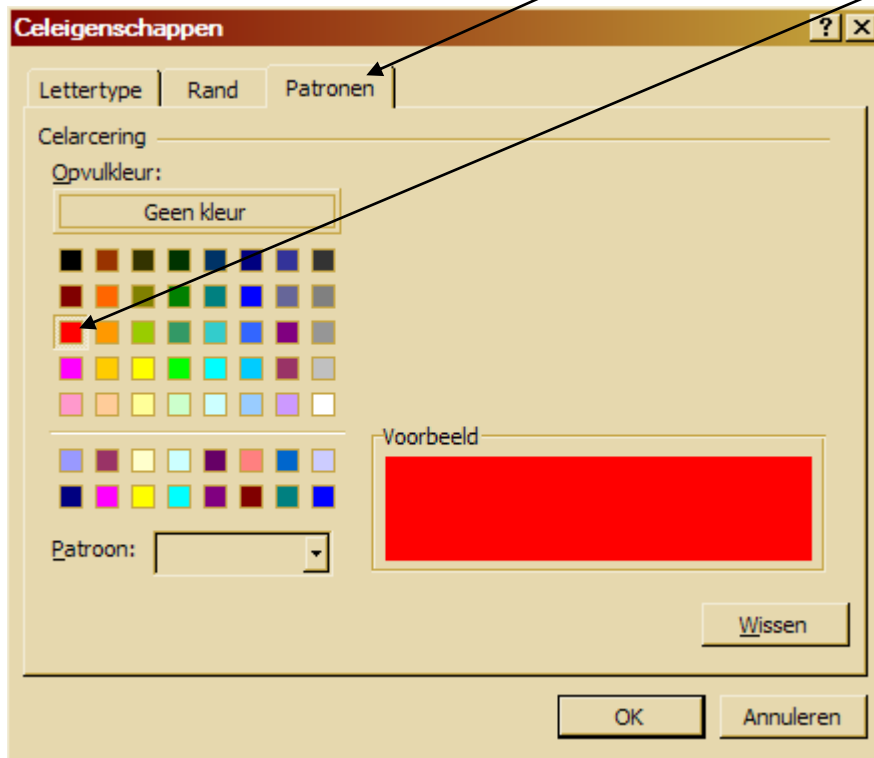 Celeigenschappen
Lettertype Rand Patronen
Celarcering
Opvulkleur:
Geen kleur
Voorbeeld
Patroon:
Wissen
OK Annuleren